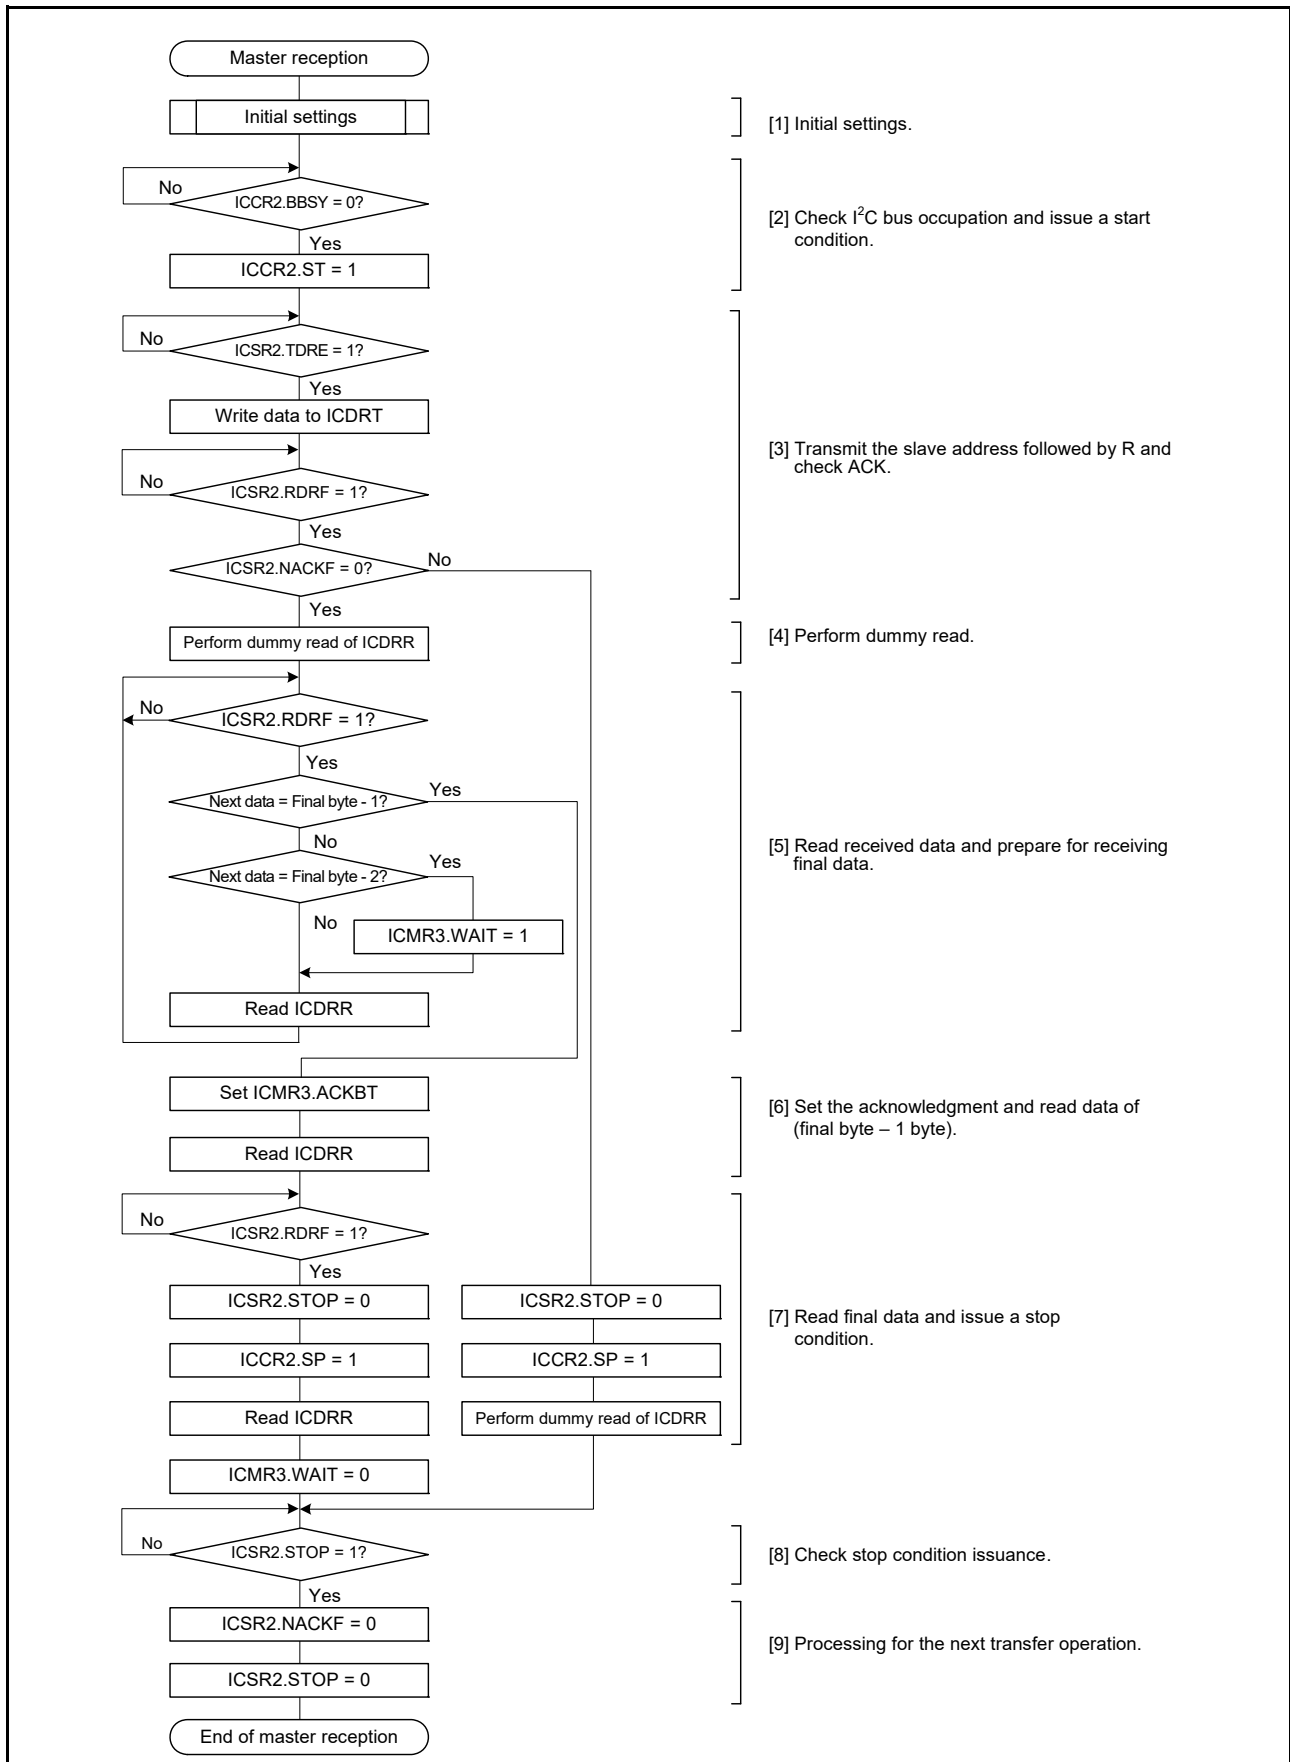 Master reception
Initial settings
[1] Initial settings.
No
ICCR2.BBSY = 0?
[2] Check I2C bus occupation and issue a start
condition.
Yes
ICCR2.ST = 1
No
ICSR2.TDRE = 1?
Yes
Write data to ICDRT
[3] Transmit the slave address followed by R and
check ACK.
No
ICSR2.RDRF = 1?
Yes
ICSR2.NACKF = 0?
No
Yes
Perform dummy read of ICDRR
[4] Perform dummy read.
No
ICSR2.RDRF = 1?
Yes
Next data = Final byte - 1?
Yes
No
[5] Read received data and prepare for receiving
final data.
Next data = Final byte - 2?
Yes
No
ICMR3.WAIT = 1
Read ICDRR
Set ICMR3.ACKBT
[6] Set the acknowledgment and read data of
(final byte – 1 byte).
Read ICDRR
No
ICSR2.RDRF = 1?
Yes
ICSR2.STOP = 0
ICSR2.STOP = 0
[7] Read final data and issue a stop
condition.
ICCR2.SP = 1
ICCR2.SP = 1
Read ICDRR
Perform dummy read of ICDRR
ICMR3.WAIT = 0
No
ICSR2.STOP = 1?
[8] Check stop condition issuance.
Yes
ICSR2.NACKF = 0
[9] Processing for the next transfer operation.
ICSR2.STOP = 0
End of master reception